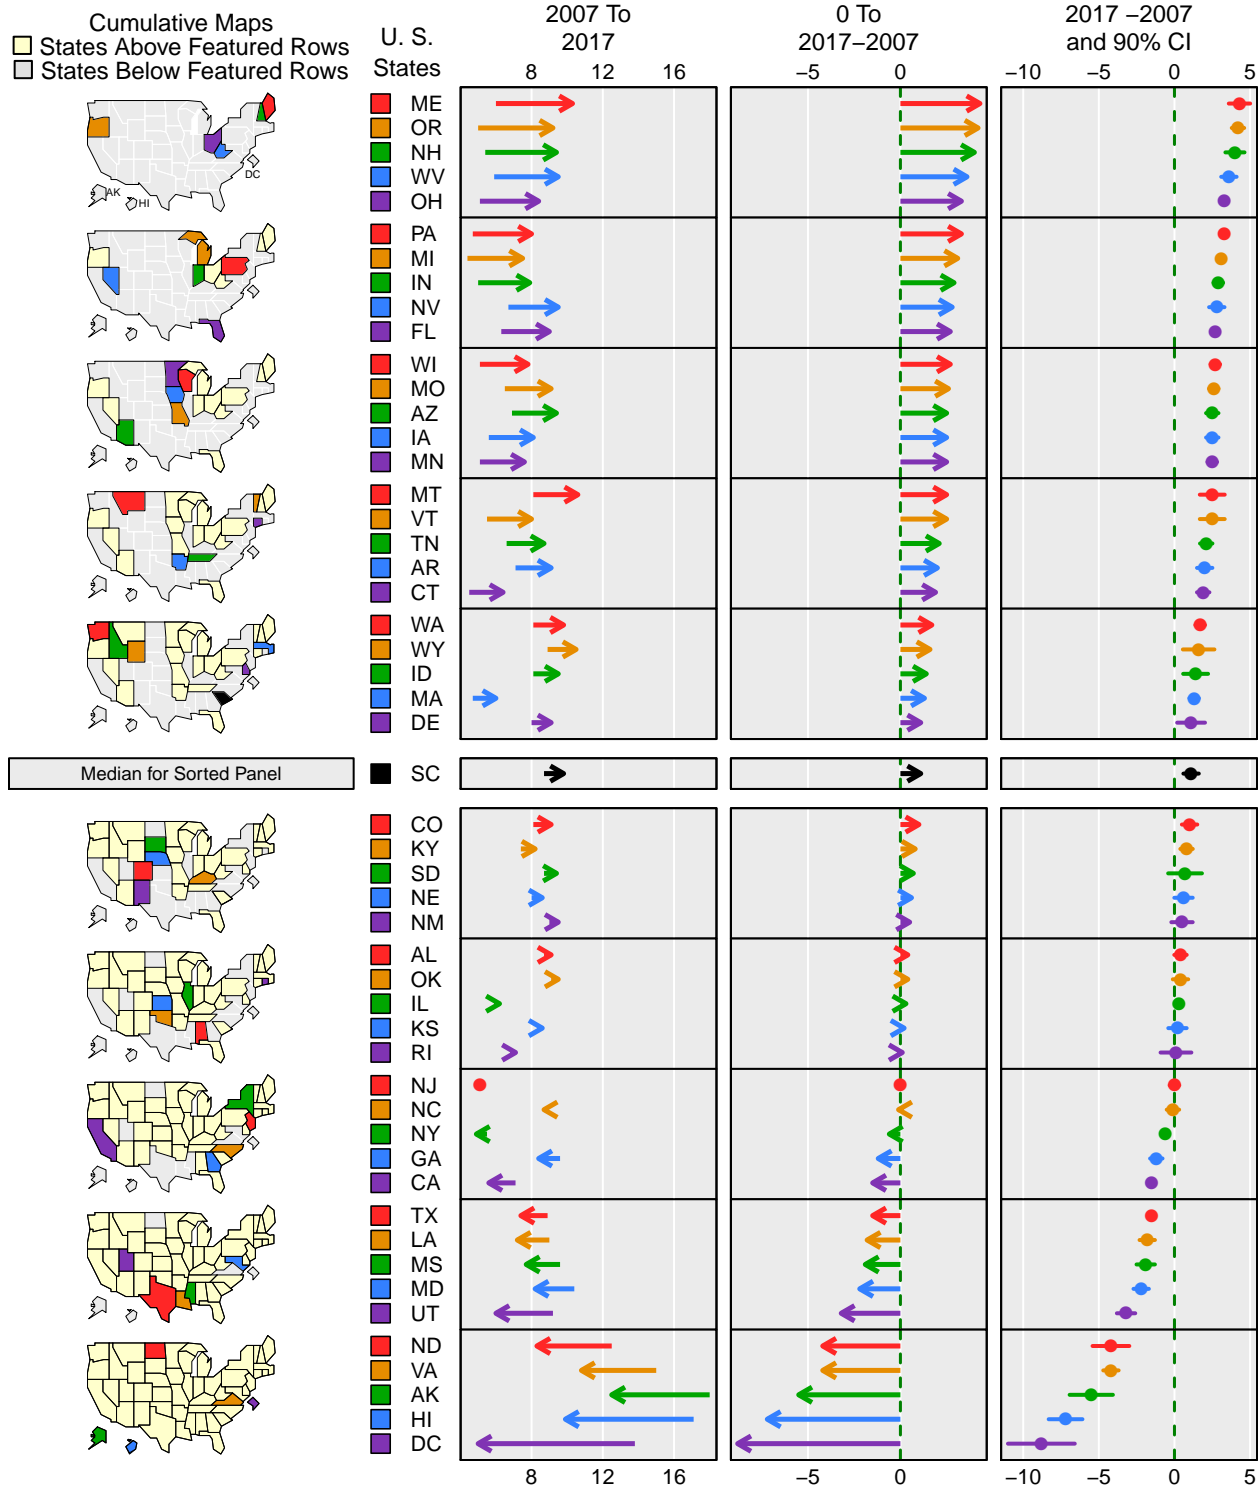 Cumulative Maps
States Above Featured Rows
States Below Featured Rows
U. S.
States
2007 To
2017
0 To
2017−2007
2017 −2007
and 90% CI
8 12 16
−5 0
−10 −5 0 5
DC
AK
HI
ME
OR
NH
WV
OH
PA
MI
IN
NV
FL
WI
MO
AZ
IA
MN
MT
VT
TN
AR
CT
WA
WY
ID
MA
DE
Median for Sorted Panel
SC
CO
KY
SD
NE
NM
AL
OK
IL
KS
RI
NJ
NC
NY
GA
CA
TX
LA
MS
MD
UT
ND
VA
AK
HI
DC
8 12 16
−5 0
−10 −5 0 5